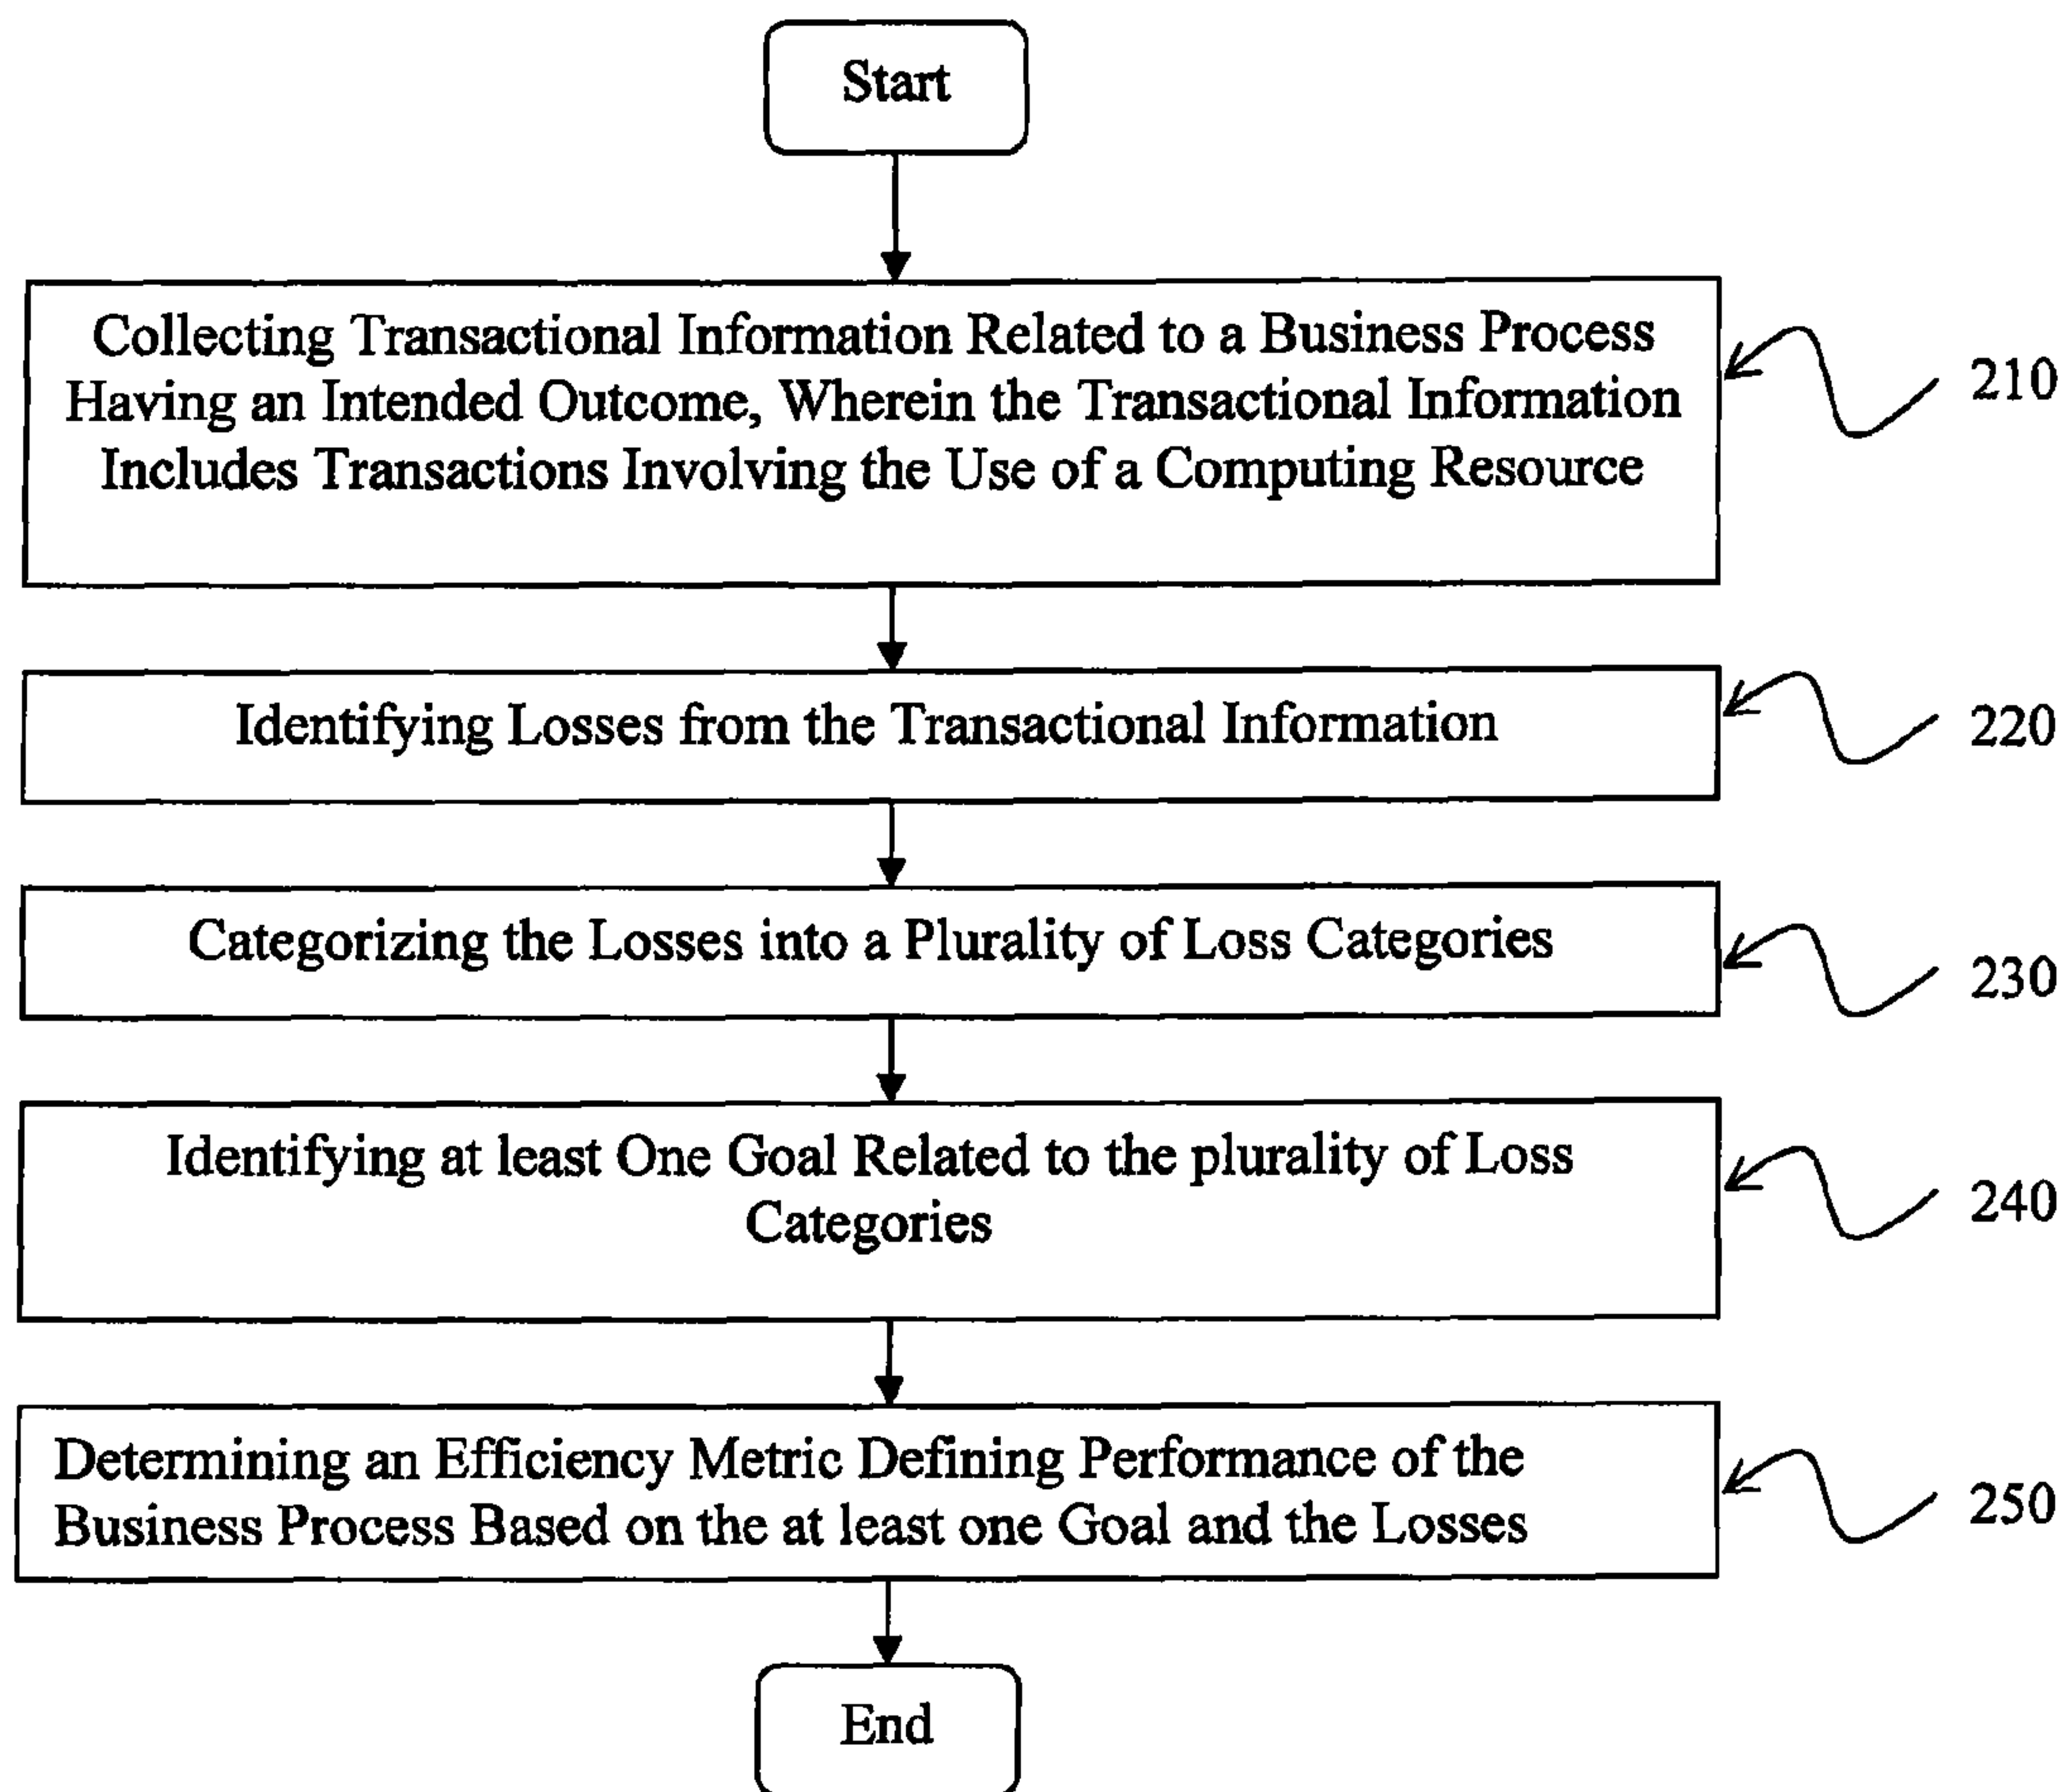 Start
Collecting Transactional Information Related to a Business Process
Having an Intended Outcome, Wherein the Transactional Information
Includes Transactions Involving the Use of a Computing Resource
210
Identifying Losses from the Transactional Information
220
Categorizing the Losses into a Plurality of Loss Categories
230
Identifying at least One Goal Related to the plurality of Loss
Categories
240
Determining an Efficiency Metric Defining Performance of the
Business Process Based on the at least one Goal and the Losses
250
End